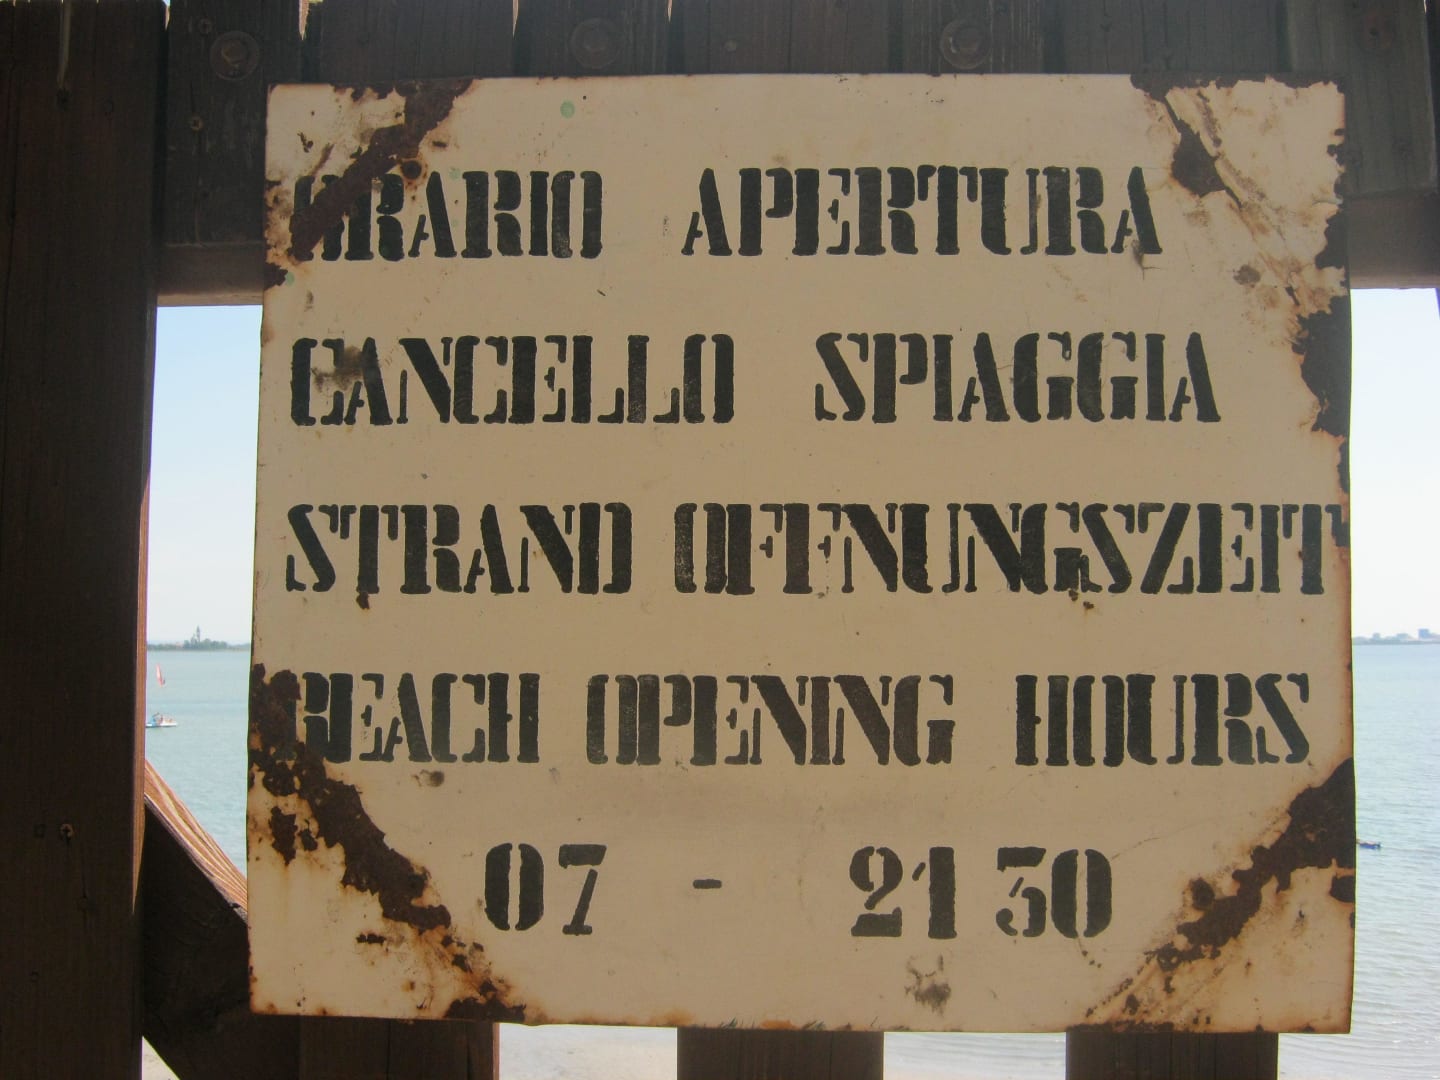 ORARIO APERTURA
CANCELLO SPIAGGIA
STRAND OFFNUNGSZEIT
BEACH OPENING HOURS
07 - 21 30